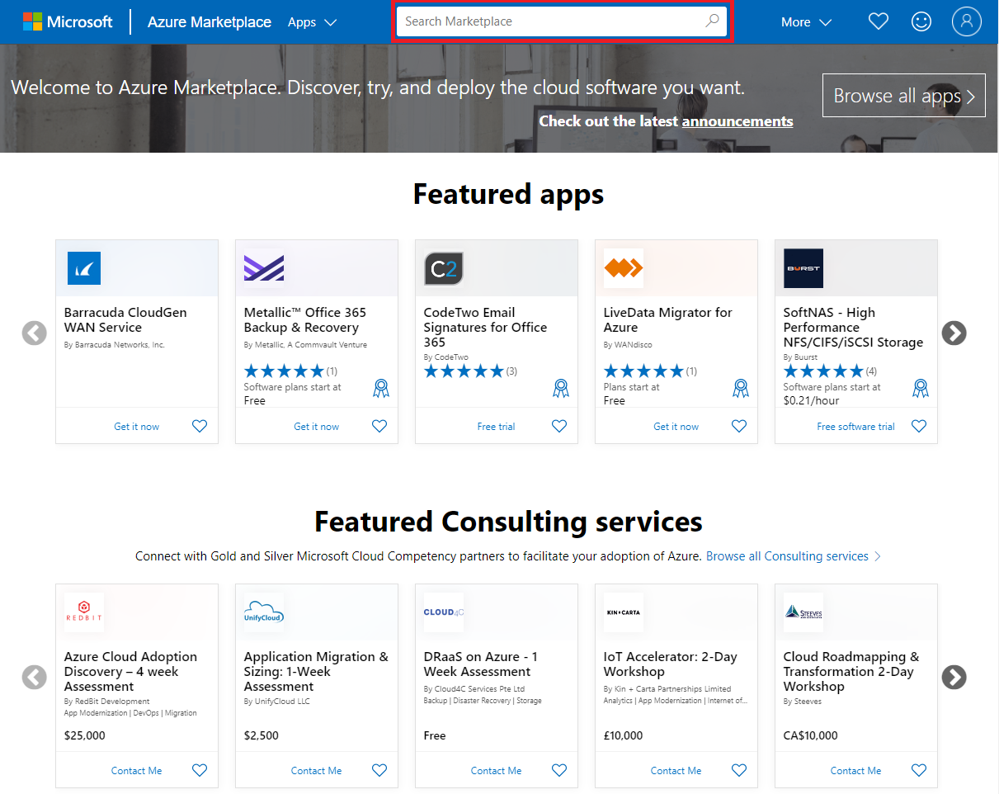 Microsoft Azure Marketplace Apps Search Marketplace More
Welcome to Azure Marketplace. Discover, try, and deploy the cloud software you want.
Browse all apps
Check out the latest announcements
Featured apps
Barracuda CloudGen
WAN Service
By Barracuda Networks, Inc.
Get it now
Metallic™ Office 365
Backup & Recovery
By Metallic, A Commvault Venture
(1)
Software plans start at
Free
Get it now
C2
CodeTwo Email
Signatures for Office
365
By CodeTwo
(3)
Free trial
LiveData Migrator for
Azure
By WANdisco
(1)
Plans start at
Free
Get it now
BURST
SoftNAS - High
Performance
NFS/CIFS/iSCSI Storage
By Buurst
(4)
Software plans start at
$0.21/hour
Free software trial
Featured Consulting services
Connect with Gold and Silver Microsoft Cloud Competency partners to facilitate your adoption of Azure. Browse all Consulting services
REDBIT
Azure Cloud Adoption
Discovery – 4 week
Assessment
By RedBit Development
App Modernization | DevOps | Migration
$25,000
Contact Me
UnifyCloud
Application Migration &
Sizing: 1-Week
Assessment
By UnifyCloud LLC
$2,500
Contact Me
CLOUD4C
DRaaS on Azure - 1
Week Assessment
By Cloud4C Services Pte Ltd
Backup | Disaster Recovery | Storage
Free
Contact Me
KIN+CARTA
IoT Accelerator: 2-Day
Workshop
By Kin + Carta Partnerships Limited
Analytics | App Modernization | Internet of...
£10,000
Contact Me
STEEVES
Cloud Roadmapping &
Transformation 2-Day
Workshop
By Steeves
CA$10,000
Contact Me